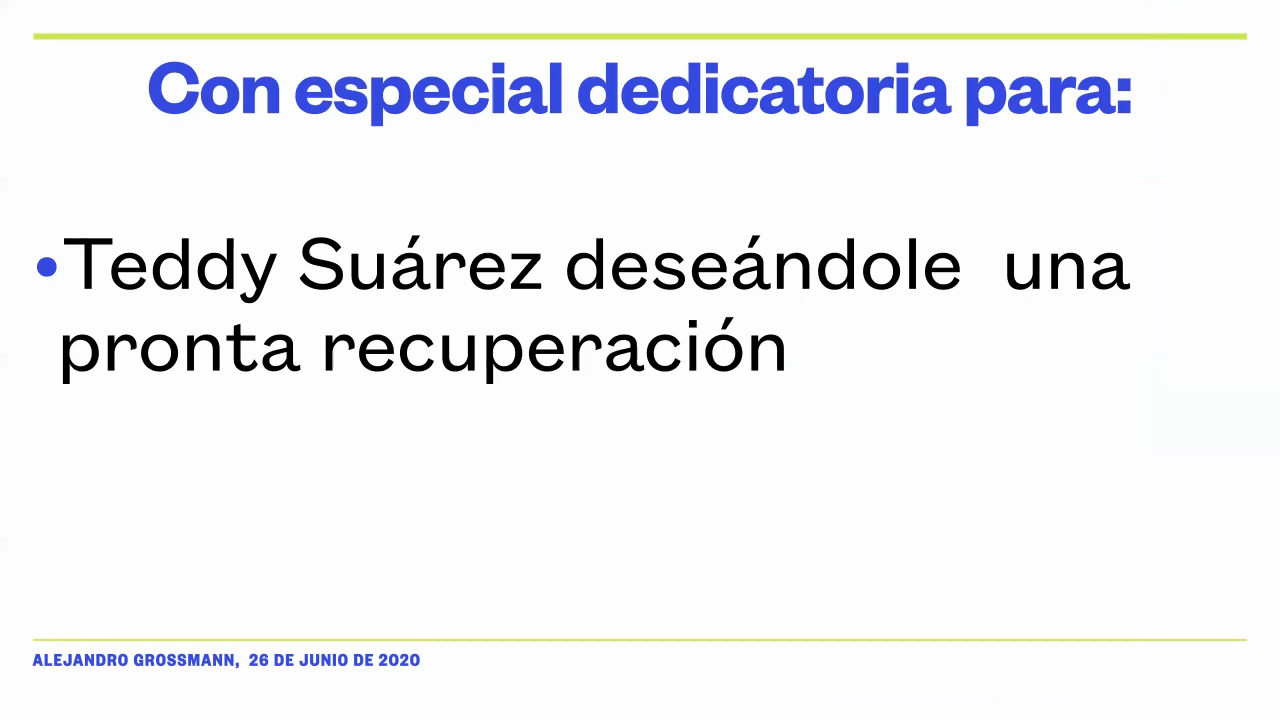 Con especial dedicatoria para:
•Teddy Suárez deseándole  una
pronta recuperación
ALEJANDRO GROSSMANN,  26 DE JUNIO DE 2020